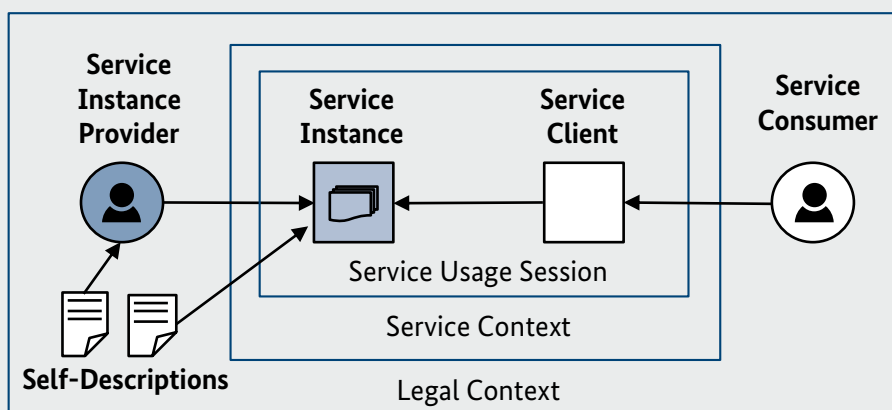 Service
Instance
Provider
Service
Instance
Service
Client
Service
Consumer
Service Usage Session
Service Context
Self-Descriptions
Legal Context